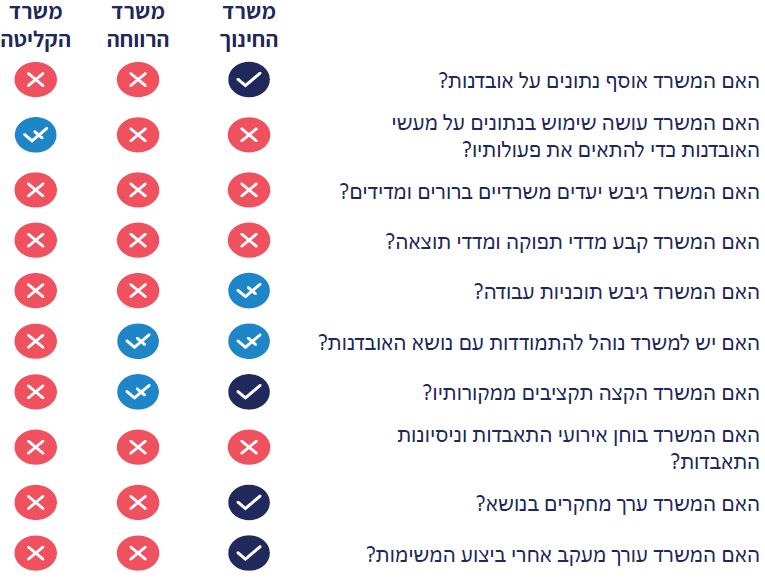 משרד החינוך
משרד הרווחה
משרד הקליטה
האם המשרד אוסף נתונים על אובדנות?
האם המשרד עושה שימוש בנתונים על מעשי
האובדנות כדי להתאים את פעולותיו?
האם המשרד גיבש יעדים משרדיים ברורים ומדידים?
האם המשרד קבע מדדי תפוקה ומדדי תוצאה?
האם המשרד גיבש תוכניות עבודה?
האם יש למשרד נוהל להתמודדות עם נושא האובדנות?
האם המשרד הקצה תקציבים ממקורותיו?
האם המשרד בוחן אירועי התאבדות וניסיונות
התאבדות?
האם המשרד ערך מחקרים בנושא?
האם המשרד עורך מעקב אחרי ביצוע המשימות?